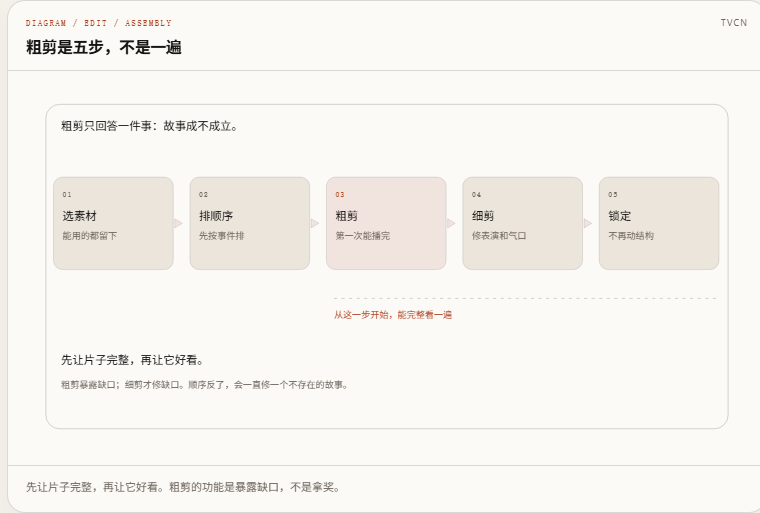 DIAGRAM / EDIT / ASSEMBLY
TVCN
粗剪是五步，不是一遍
粗剪只回答一件事：故事成不成立。
01
选素材
能用的都留下
02
排顺序
先按事件排
03
粗剪
第一次能播完
04
细剪
修表演和气口
05
锁定
不再动结构
从这一步开始，能完整看一遍
先让片子完整，再让它好看。
粗剪暴露缺口；细剪才修缺口。顺序反了，会一直修一个不存在的故事。
先让片子完整，再让它好看。粗剪的功能是暴露缺口，不是拿奖。